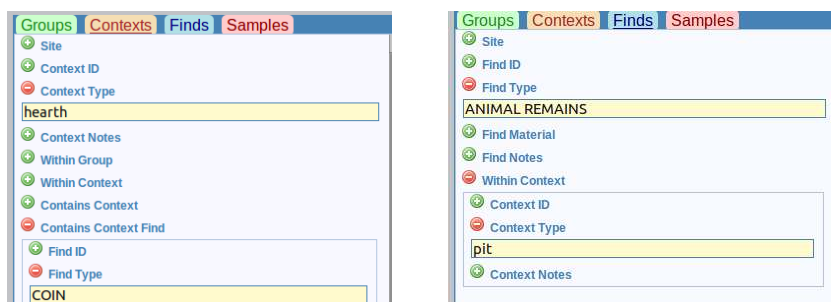 Groups Contexts Finds Samples
Site
Context ID
Context Type
hearth
Context Notes
Within Group
Within Context
Contains Context
Contains Context Find
Find ID
Find Type
COIN
Groups Contexts Finds Samples
Site
Find ID
Find Type
ANIMAL REMAINS
Find Material
Find Notes
Within Context
Context ID
Context Type
pit
Context Notes